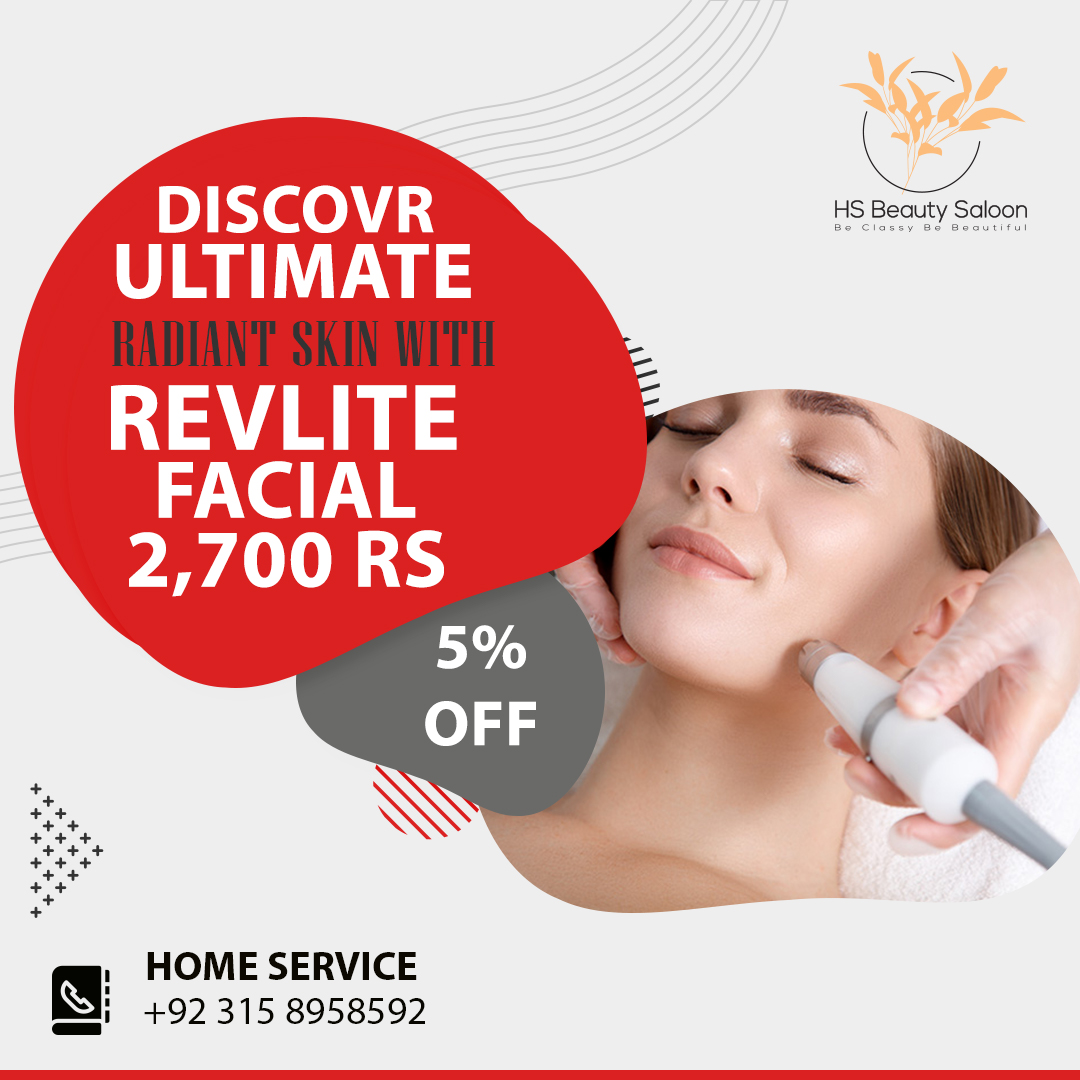 HS Beauty Saloon
Be Classy Be Beautiful
DISCOVR
ULTIMATE
RADIANT SKIN WITH
REVLITE
FACIAL
2,700 RS
5%
OFF
HOME SERVICE
+92 315 8958592